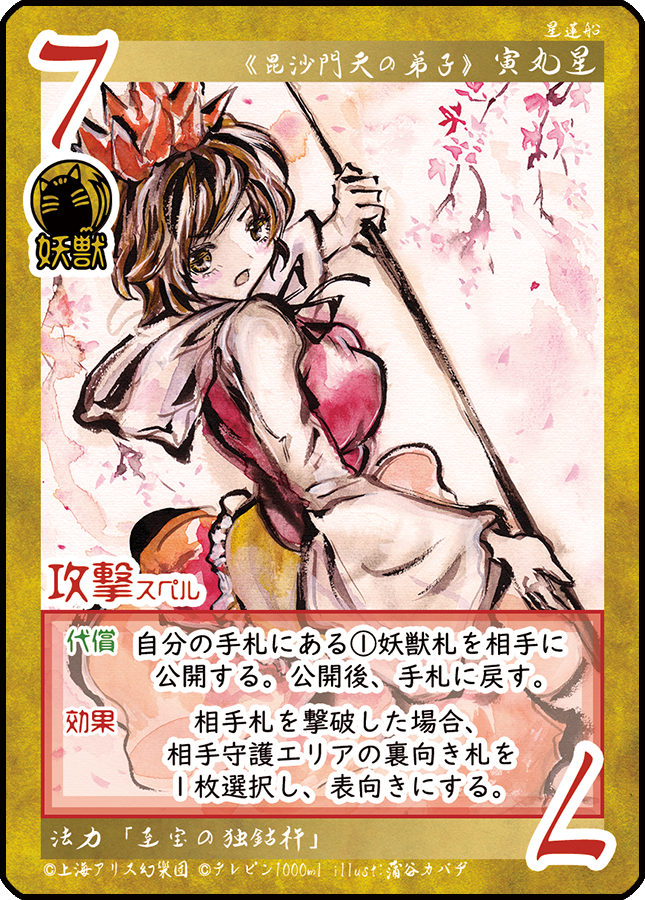 星蓮船
7
《毘沙門天の弟子》 寅丸星
妖獣
攻撃スペル
代償 自分の手札にある①妖獣札を相手に
公開する。公開後、手札に戻す。
効果 相手札を撃破した場合、
相手守護エリアの裏向き札を
1枚選択し、表向きにする。
7
法力 「至宝の独鈷杵」
©上海アリス幻樂団 ©テレビン1000ml illust:蒲谷カバヂ